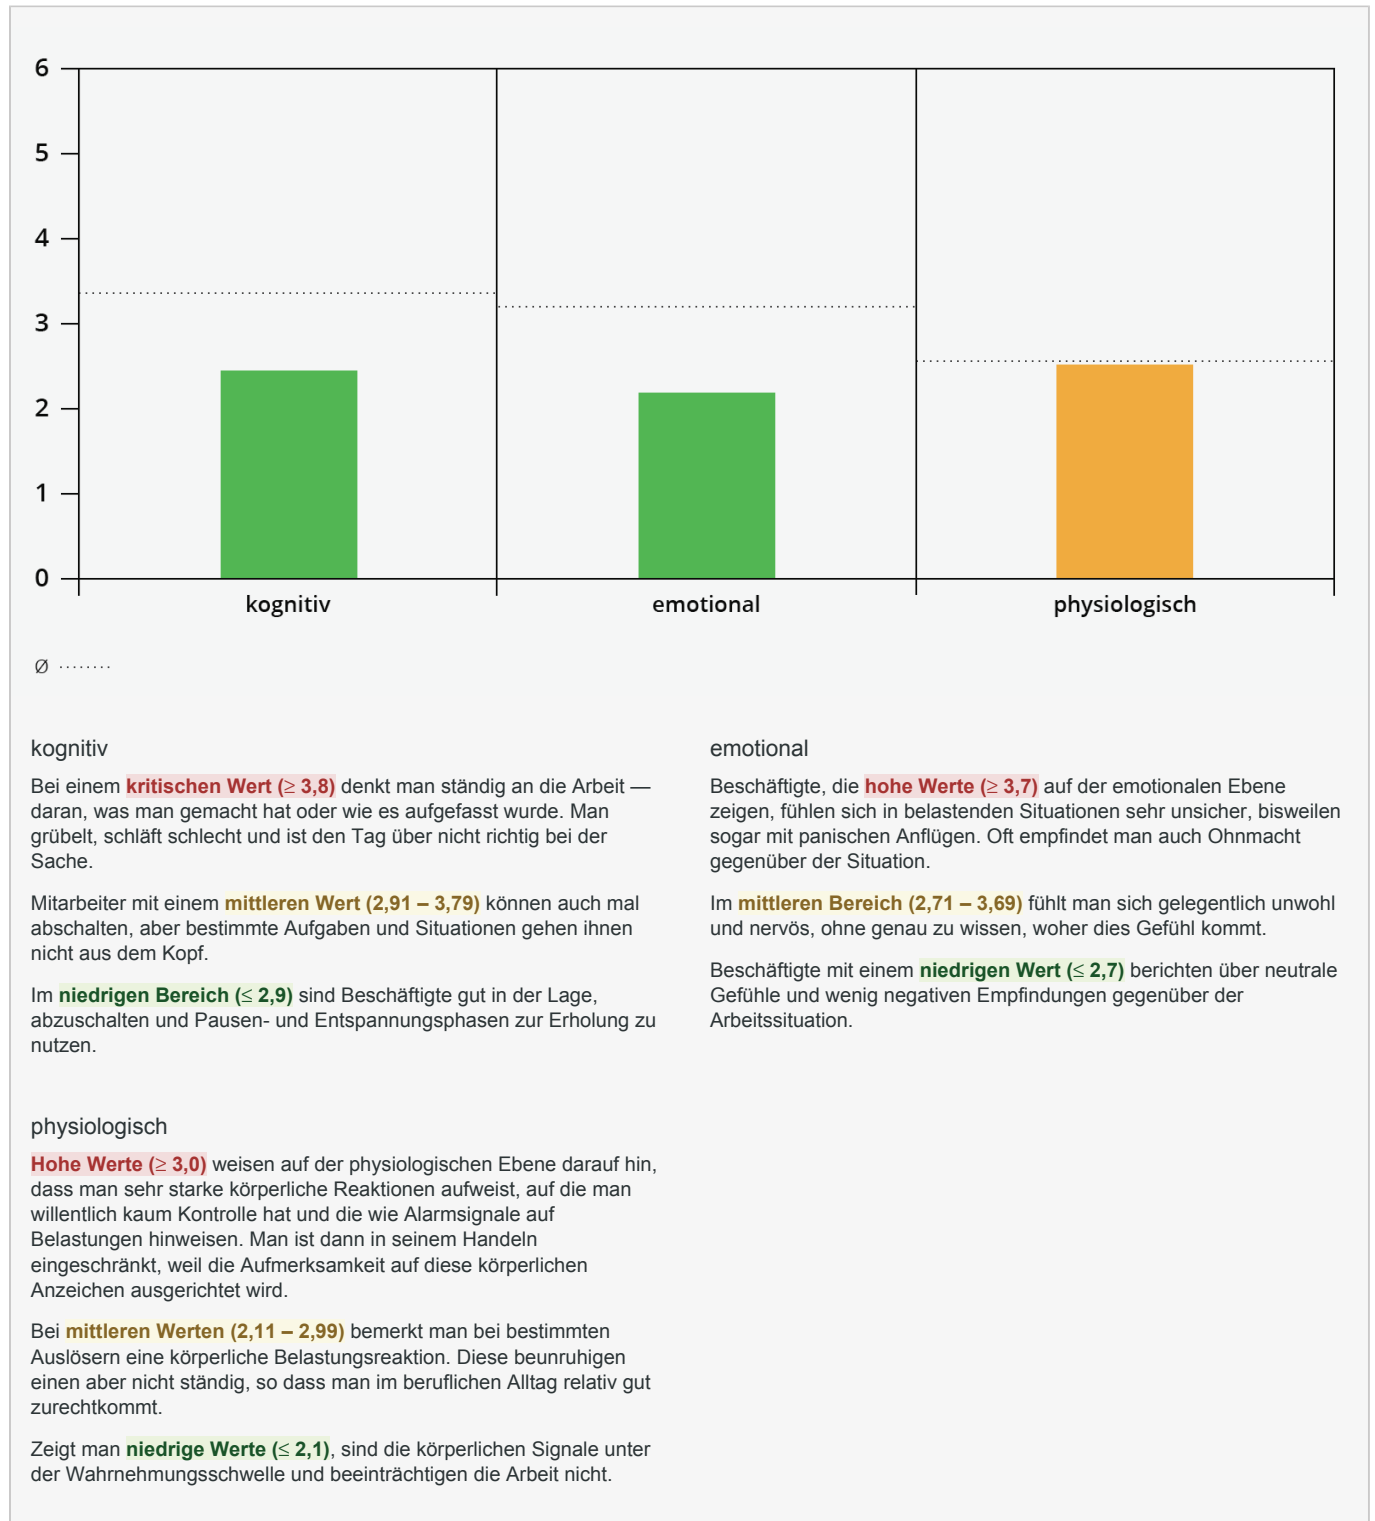 6
5
4
3
2
1
0
kognitiv
emotional
physiologisch
Ø ........
kognitiv
Bei einem kritischen Wert (≥ 3,8) denkt man ständig an die Arbeit —
daran, was man gemacht hat oder wie es aufgefasst wurde. Man
grübelt, schläft schlecht und ist den Tag über nicht richtig bei der
Sache.
Mitarbeiter mit einem mittleren Wert (2,91 – 3,79) können auch mal
abschalten, aber bestimmte Aufgaben und Situationen gehen ihnen
nicht aus dem Kopf.
Im niedrigen Bereich (≤ 2,9) sind Beschäftigte gut in der Lage,
abzuschalten und Pausen- und Entspannungsphasen zur Erholung zu
nutzen.
emotional
Beschäftigte, die hohe Werte (≥ 3,7) auf der emotionalen Ebene
zeigen, fühlen sich in belastenden Situationen sehr unsicher, bisweilen
sogar mit panischen Anflügen. Oft empfindet man auch Ohnmacht
gegenüber der Situation.
Im mittleren Bereich (2,71 – 3,69) fühlt man sich gelegentlich unwohl
und nervös, ohne genau zu wissen, woher dies Gefühl kommt.
Beschäftigte mit einem niedrigen Wert (≤ 2,7) berichten über neutrale
Gefühle und wenig negativen Empfindungen gegenüber der
Arbeitssituation.
physiologisch
Hohe Werte (≥ 3,0) weisen auf der physiologischen Ebene darauf hin,
dass man sehr starke körperliche Reaktionen aufweist, auf die man
willentlich kaum Kontrolle hat und die wie Alarmsignale auf
Belastungen hinweisen. Man ist dann in seinem Handeln
eingeschränkt, weil die Aufmerksamkeit auf diese körperlichen
Anzeichen ausgerichtet wird.
Bei mittleren Werten (2,11 – 2,99) bemerkt man bei bestimmten
Auslösern eine körperliche Belastungsreaktion. Diese beunruhigen
einen aber nicht ständig, so dass man im beruflichen Alltag relativ gut
zurechtkommt.
Zeigt man niedrige Werte (≤ 2,1), sind die körperlichen Signale unter
der Wahrnehmungsschwelle und beeinträchtigen die Arbeit nicht.